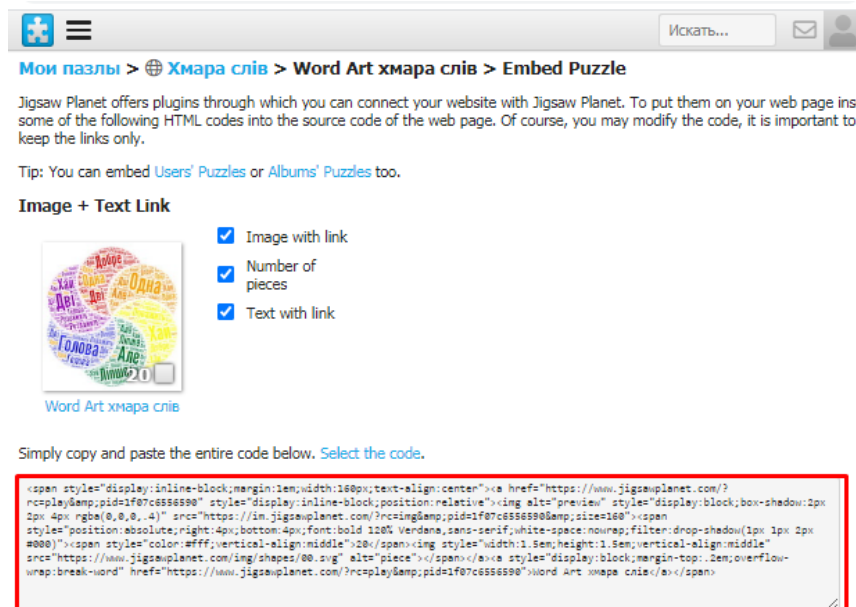 Искать...
Мои пазлы > Хмара слів > Word Art хмара слів > Embed Puzzle
Jigsaw Planet offers plugins through which you can connect your website with Jigsaw Planet. To put them on your web page ins
some of the following HTML codes into the source code of the web page. Of course, you may modify the code, it is important to
keep the links only.
Tip: You can embed Users' Puzzles or Albums' Puzzles too.
Image + Text Link
Image with link
Number of
pieces
Text with link
Добре
Хай
Одна
Одна
Дві
Дві
Ала
Хай
Голова
Але
20
Word Art хмара слів
Simply copy and paste the entire code below. Select the code.
<span style="display:inline-block;margin:1em;width:160px;text-align:center"><a href="https://www.jigsawplanet.com/?
rc=play&amp;pid=1f07c6556590" style="display:inline-block;position:relative"><img alt="preview" style="display:block;box-shadow:2px
2px 4px rgba(0,0,0,.4)" src="https://im.jigsawplanet.com/?rc=img&amp;pid=1f07c6556590&amp;size=160"><span
style="position:absolute;right:4px;bottom:4px;font:bold 120% Verdana,sans-serif;white-space:nowrap;filter:drop-shadow(1px 1px 2px
#000)"><span style="color:#fff;vertical-align:middle">20</span><img style="width:1.5em;height:1.5em;vertical-align:middle"
src="https://www.jigsawplanet.com/img/shapes/00.svg" alt="piece"></span></a><a style="display:block;margin-top:.2em;overflow-
wrap:break-word" href="https://www.jigsawplanet.com/?rc=play&amp;pid=1f07c6556590">Word Art хмара слів</a></span>